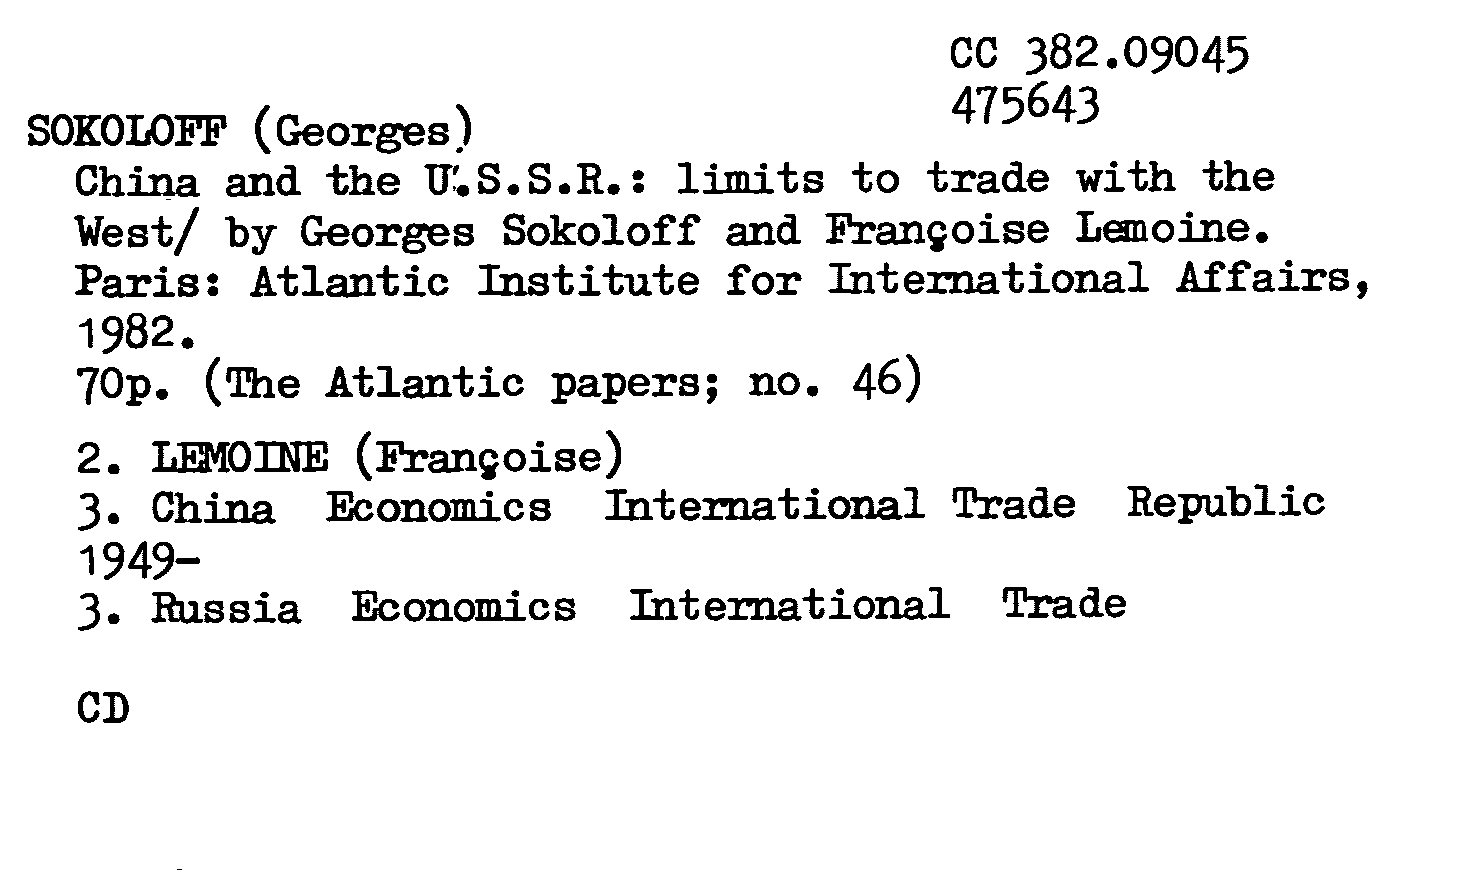 CC 382.09045
475643
SOKOLOFF (Georges)
China and the U.S.S.R.: limits to trade with the
West/ by Georges Sokoloff and Françoise Lemoine.
Paris: Atlantic Institute for International Affairs,
1982.
70p. (The Atlantic papers; no. 46)
2. LEMOINE (Françoise)
3. China Economics International Trade Republic
1949-
3. Russia Economics International Trade
CD